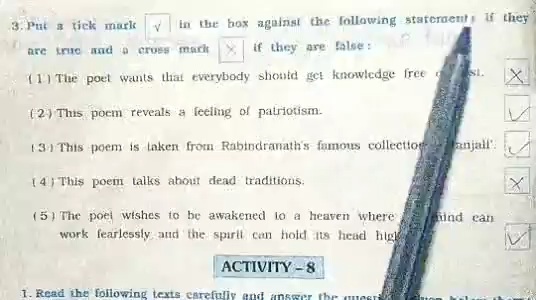 3. Put a tick mark √ in the box against the following statements if they
are true and a cross mark × if they are false :
(1) The poet wants that everybody should get knowledge free
(2) This poem reveals a feeling of patriotism.
(3) This poem is taken from Rabindranath's famous collection
(4) This poem talks about dead traditions.
(5) The poet wishes to be awakened to a heaven where mind can
work fearlessly and the spirit can hold its head high
ACTIVITY – 8
1. Read the following texts carefully and answer the